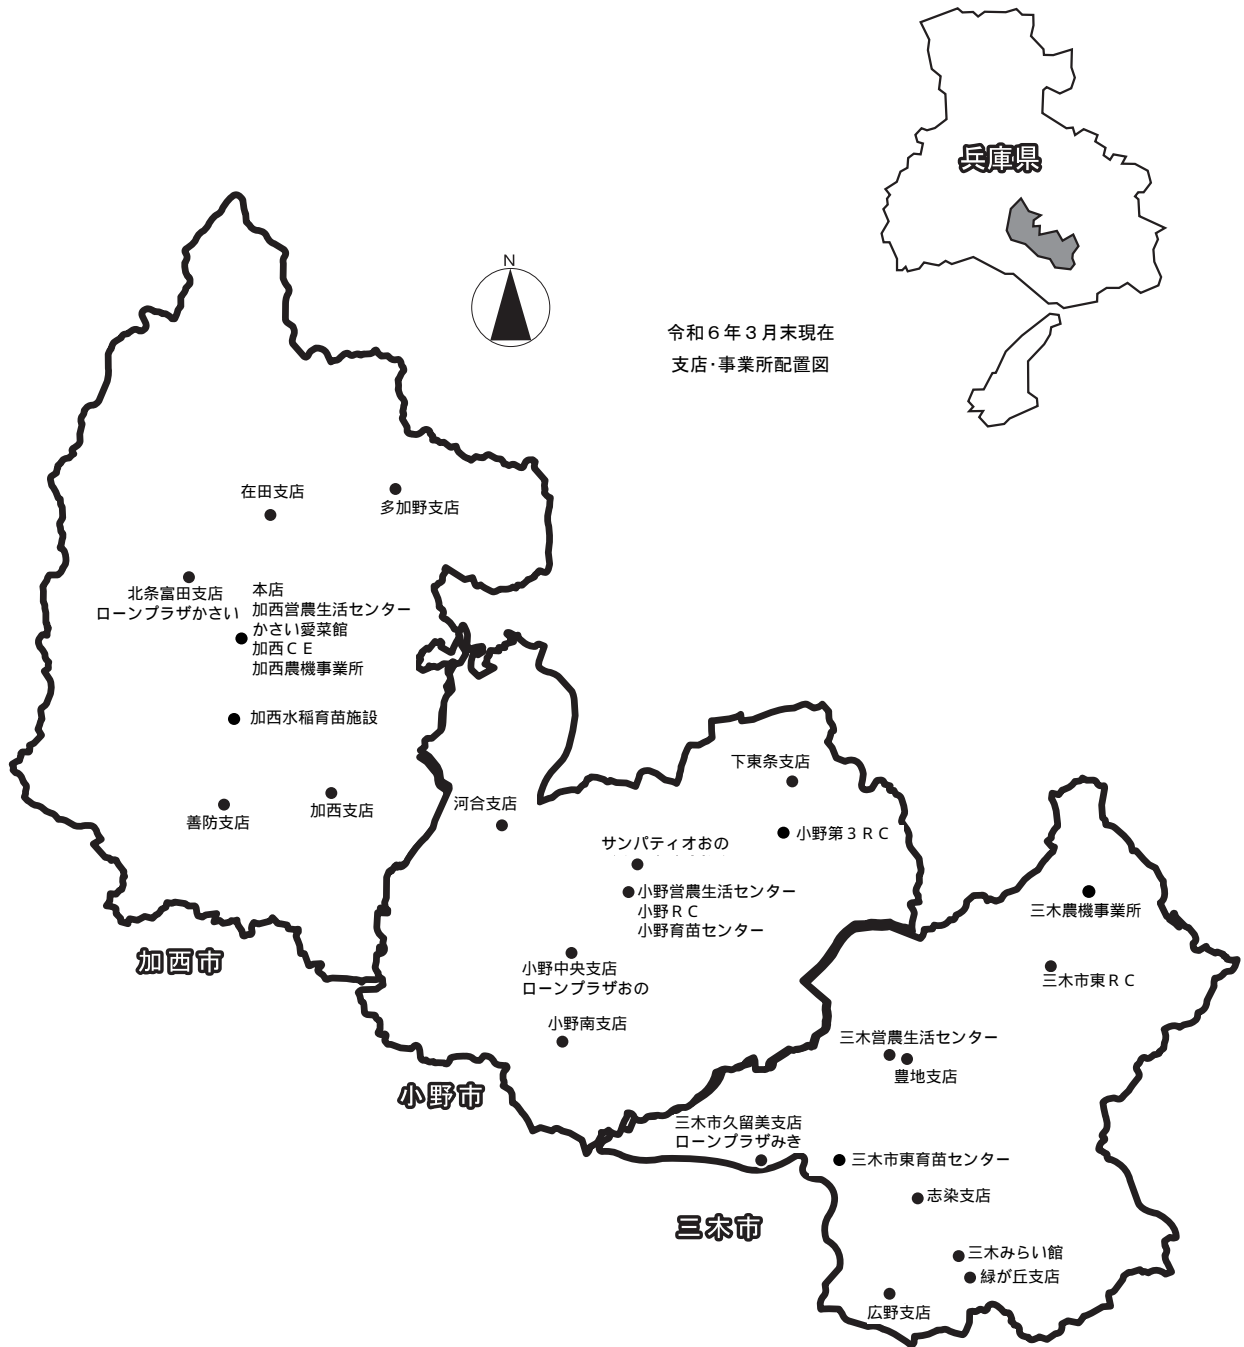 兵庫県
N
令和６年３月末現在
支店・事業所配置図
在田支店
多加野支店
北条富田支店
ローンプラザかさい
本店
加西営農生活センター
かさい愛菜館
加西ＣＥ
加西農機事業所
加西水稲育苗施設
善防支店
加西支店
加西市
河合支店
下東条支店
小野第３ＲＣ
サンパティオおの
小野営農生活センター
小野ＲＣ
小野育苗センター
小野中央支店
ローンプラザおの
小野南支店
小野市
三木農機事業所
三木市東ＲＣ
三木営農生活センター
豊地支店
三木市久留美支店
ローンプラザみき
三木市東育苗センター
志染支店
三木市
三木みらい館
緑が丘支店
広野支店